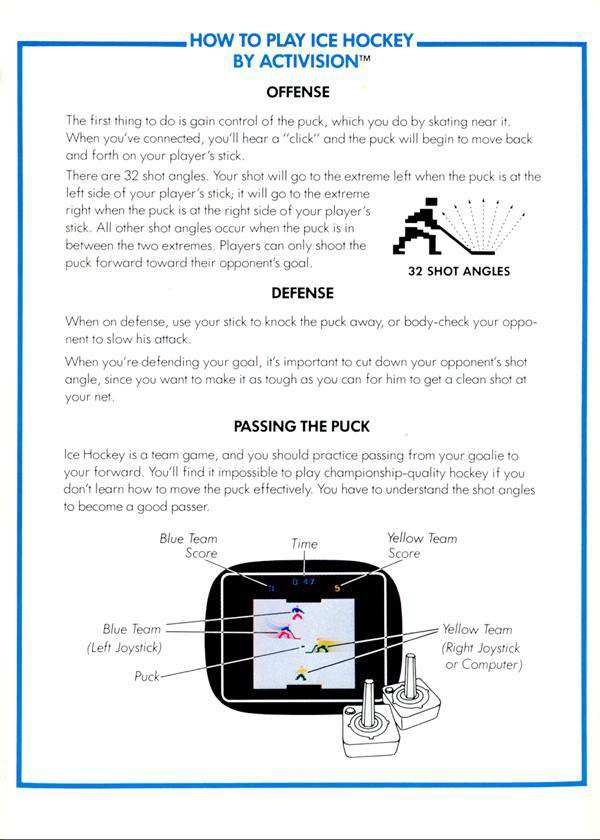 HOW TO PLAY ICE HOCKEY
BY ACTIVISION™
OFFENSE
The first thing to do is gain control of the puck, which you do by skating near it.
When you've connected, you'll hear a "click" and the puck will begin to move back
and forth on your player's stick.
There are 32 shot angles. Your shot will go to the extreme left when the puck is at the
left side of your player's stick; it will go to the extreme
right when the puck is at the right side of your player's
stick. All other shot angles occur when the puck is in
between the two extremes. Players can only shoot the
puck forward toward their opponent's goal.
32 SHOT ANGLES
DEFENSE
When on defense, use your stick to knock the puck away, or body-check your oppo-
nent to slow his attack.
When you're defending your goal, it's important to cut down your opponent's shot
angle, since you want to make it as tough as you can for him to get a clean shot at
your net.
PASSING THE PUCK
Ice Hockey is a team game, and you should practice passing from your goalie to
your forward. You'll find it impossible to play championship-quality hockey if you
don't learn how to move the puck effectively. You have to understand the shot angles
to become a good passer.
Blue Team
Score
Time
Yellow Team
Score
0:47
5
Blue Team
(Left Joystick)
Puck
Yellow Team
(Right Joystick
or Computer)